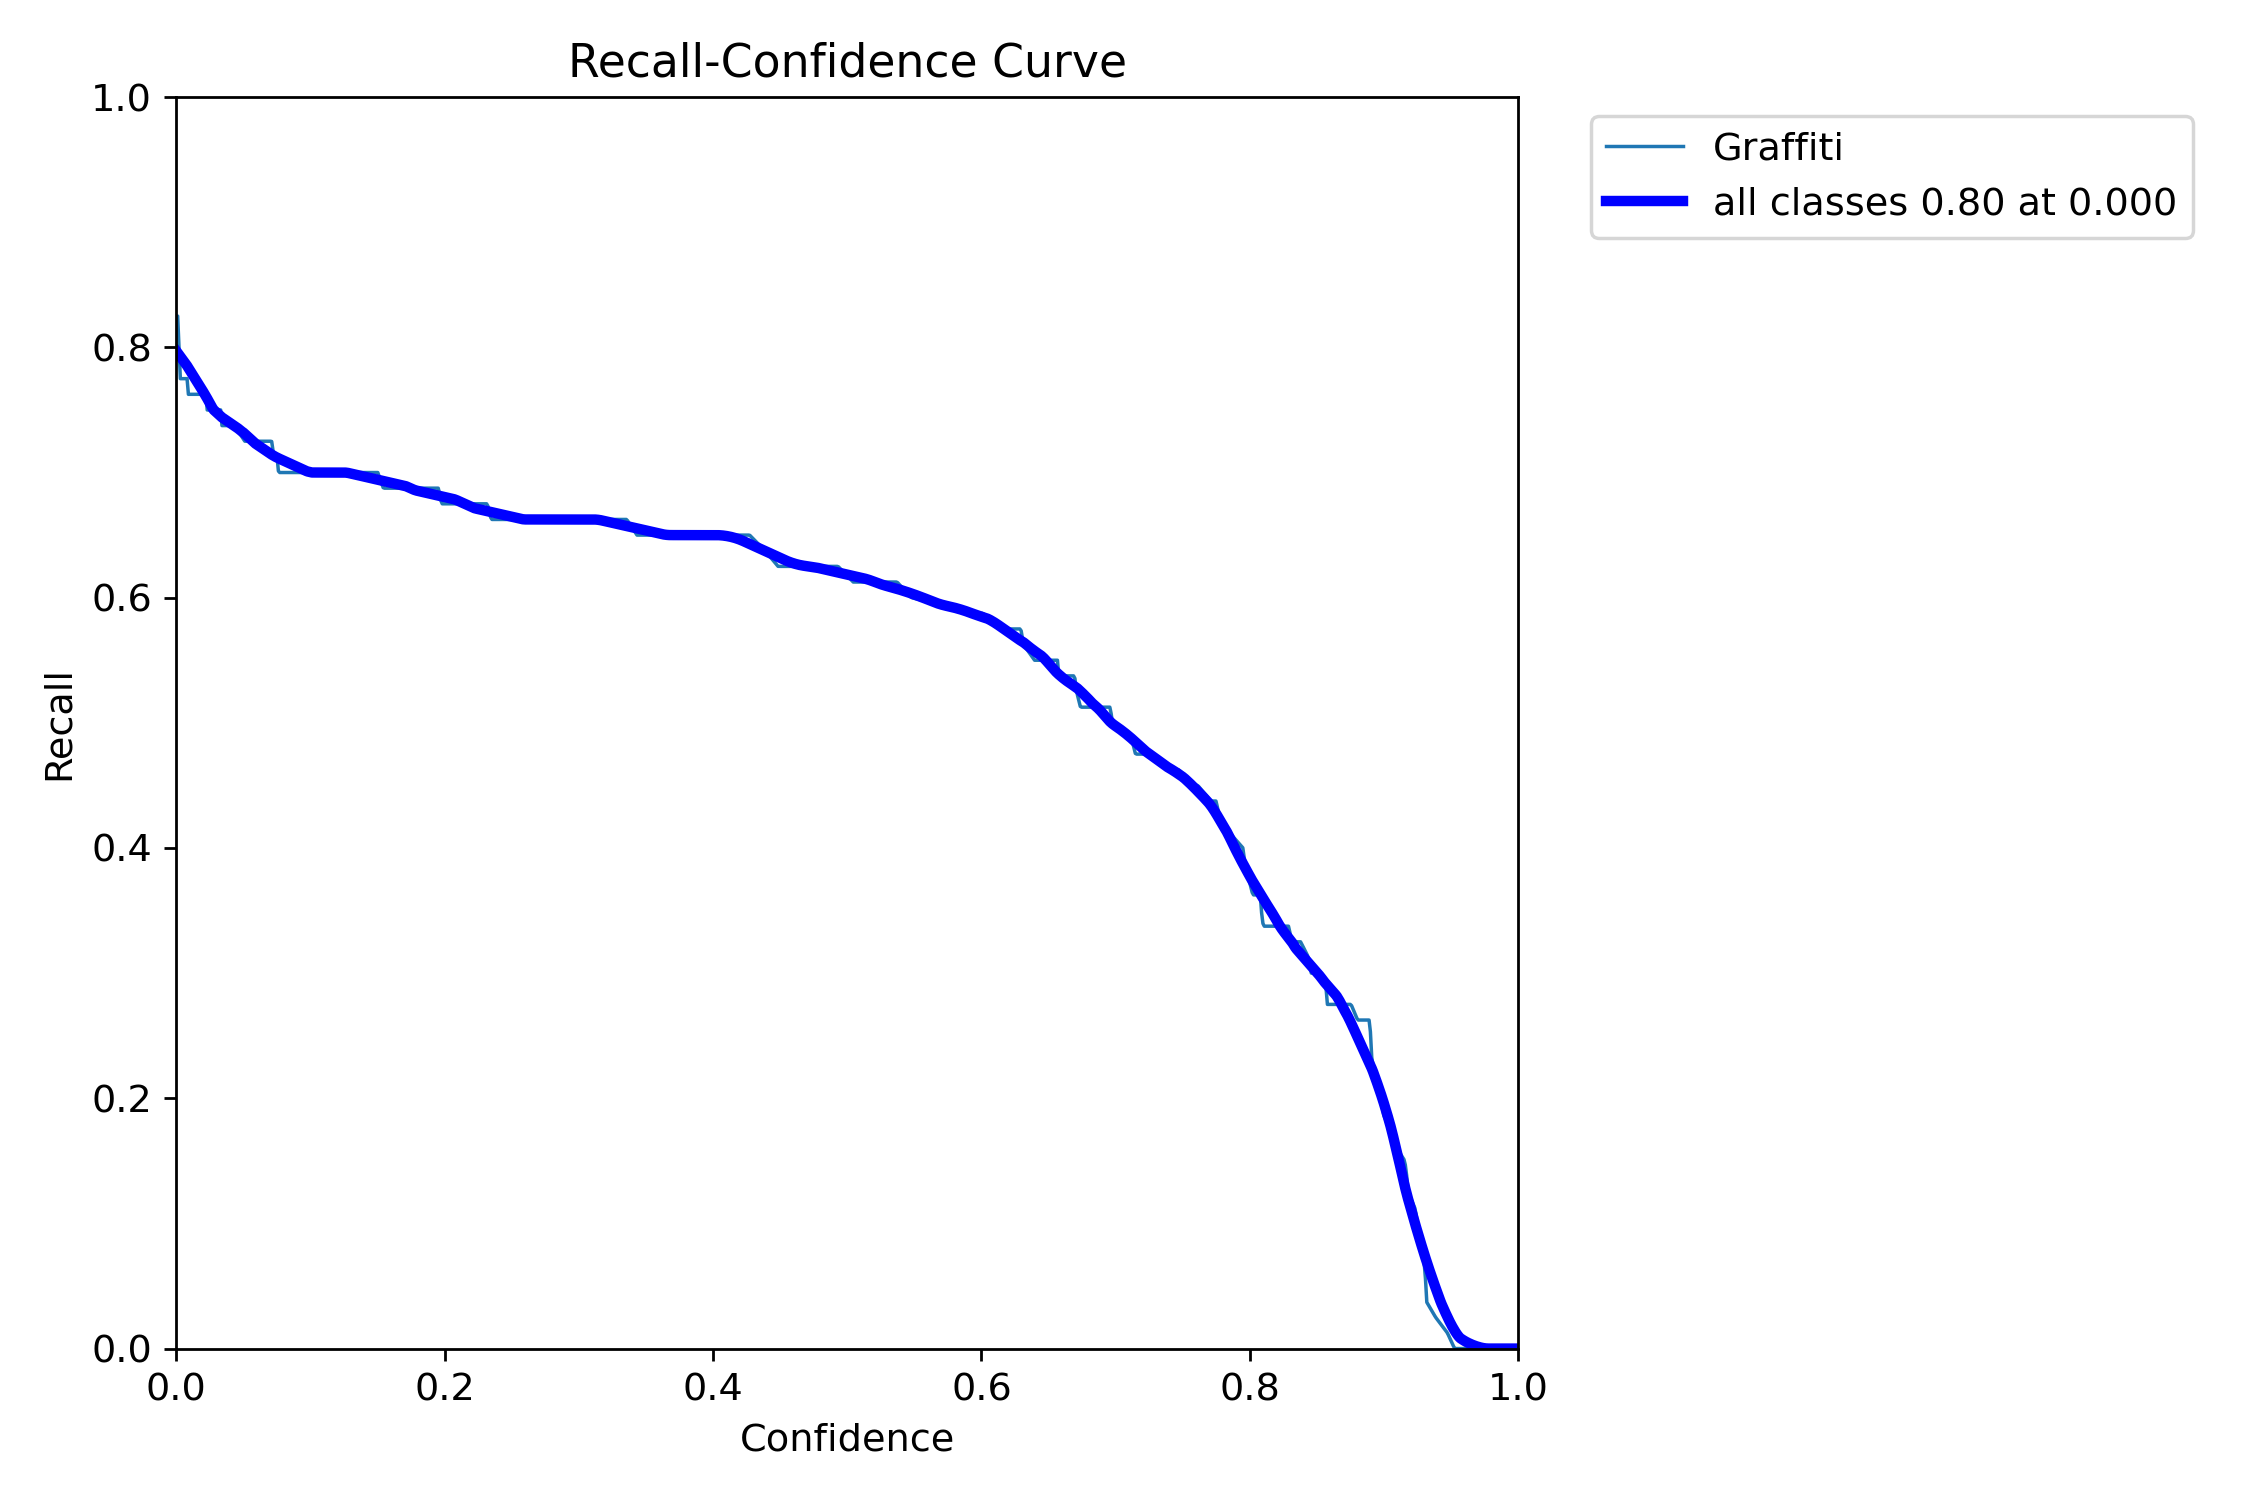 Recall-Confidence Curve
1.0
0.8
0.6
0.4
0.2
0.0
Recall
0.0 0.2 0.4 0.6 0.8 1.0
Confidence
Graffiti
all classes 0.80 at 0.000